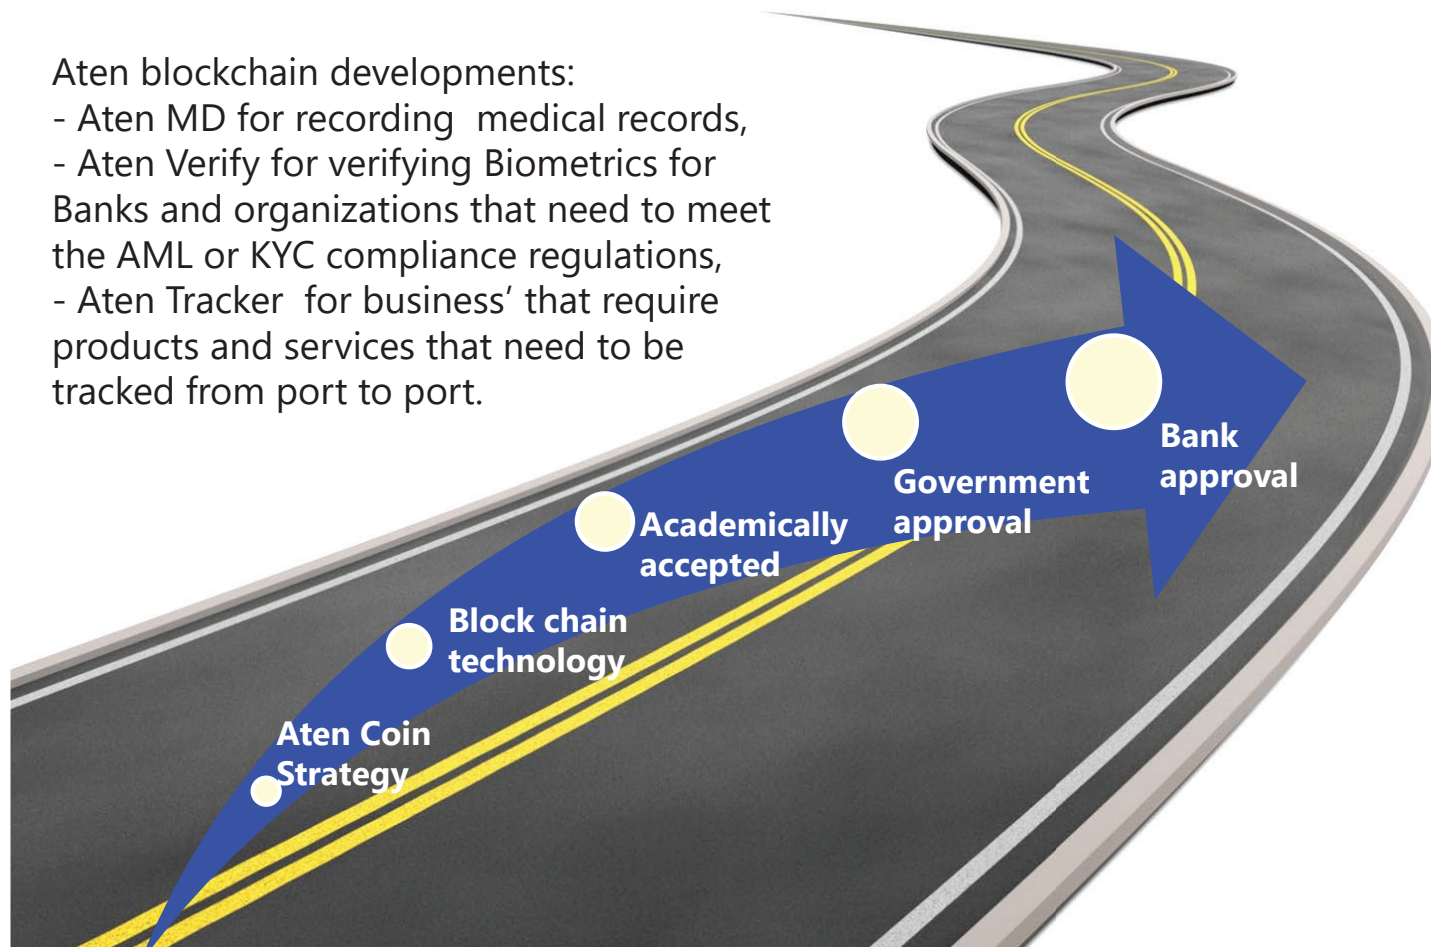 Aten blockchain developments:
- Aten MD for recording  medical records,
- Aten Verify for verifying Biometrics for
Banks and organizations that need to meet
the AML or KYC compliance regulations,
- Aten Tracker  for business’ that require
products and services that need to be
tracked from port to port.
Bank
approval
Government
approval
Academically
accepted
Block chain
technology
Aten Coin
Strategy